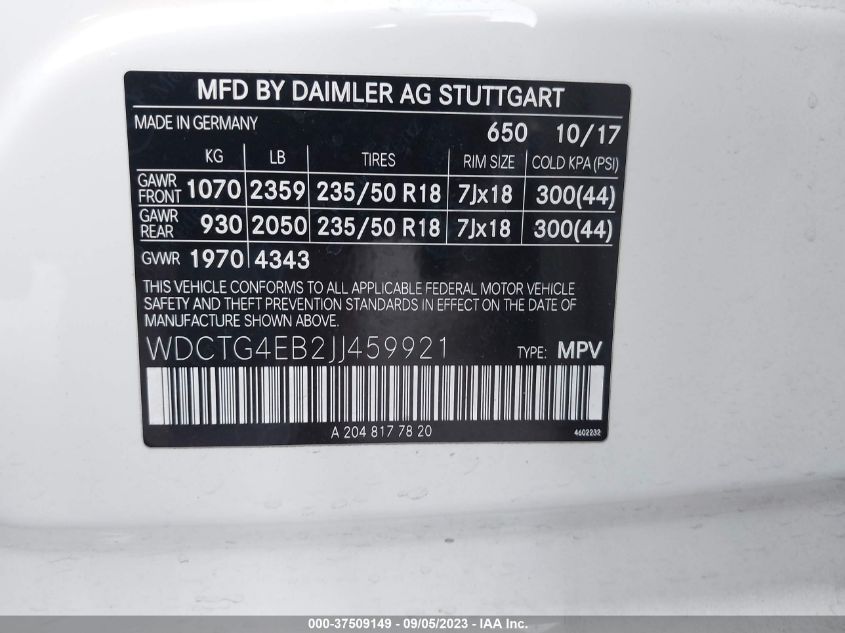 MFD BY DAIMLER AG STUTTGART
MADE IN GERMANY 650 10/17
KG LB TIRES RIM SIZE COLD KPA (PSI)
GAWR FRONT 1070 2359 235/50 R18 7Jx18 300(44)
GAWR REAR 930 2050 235/50 R18 7Jx18 300(44)
GVWR 1970 4343
THIS VEHICLE CONFORMS TO ALL APPLICABLE FEDERAL MOTOR VEHICLE
SAFETY AND THEFT PREVENTION STANDARDS IN EFFECT ON THE DATE OF
MANUFACTURE SHOWN ABOVE.
WDCTG4EB2JJ459921 TYPE: MPV
A 204 817 78 20 4602232
000-37509149 - 09/05/2023 - © IAA Inc.